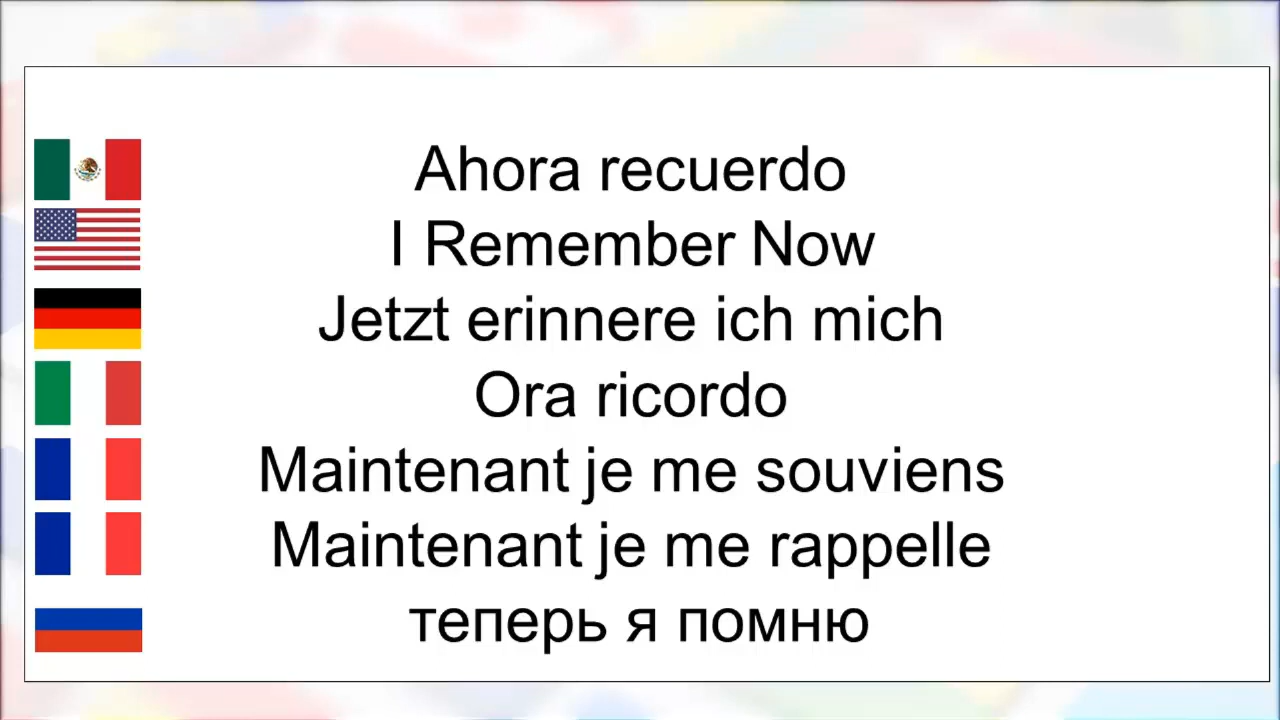 Ahora recuerdo
I Remember Now
Jetzt erinnere ich mich
Ora ricordo
Maintenant je me souviens
Maintenant je me rappelle
теперь я помню